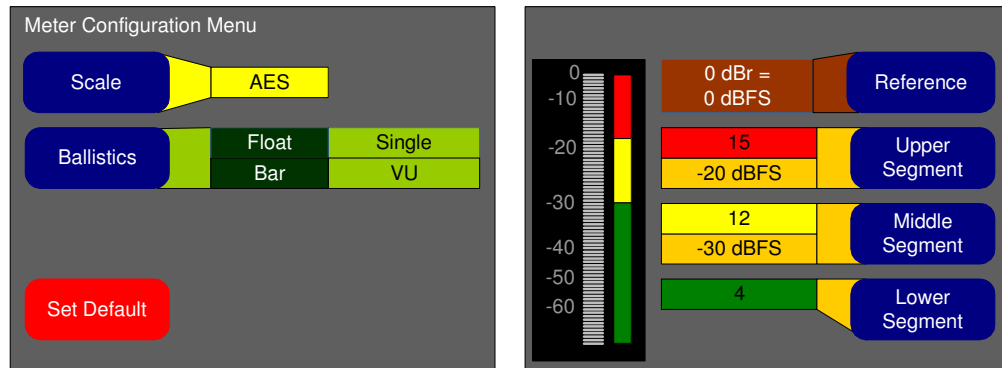 Meter Configuration Menu
Scale
AES
Ballistics
Float
Single
Bar
VU
Set Default
0
-10
-20
-30
-40
-50
-60
0 dBr =
0 dBFS
Reference
15
-20 dBFS
Upper
Segment
12
-30 dBFS
Middle
Segment
4
Lower
Segment